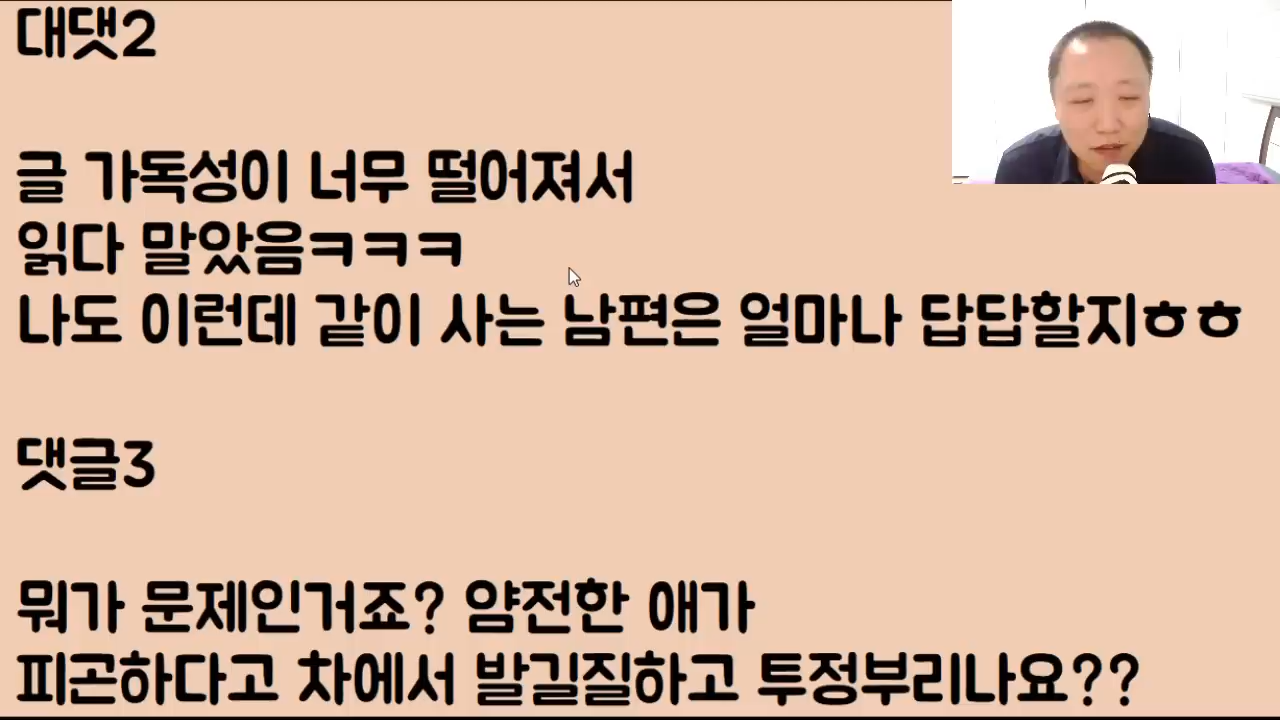 대댓2
글 가독성이 너무 떨어져서
읽다 말았음ㅋㅋㅋ
나도 이런데 같이 사는 남편은 얼마나 답답할지ㅎㅎ
댓글3
뭐가 문제인거죠? 얌전한 애가
피곤하다고 차에서 발길질하고 투정부리나요??